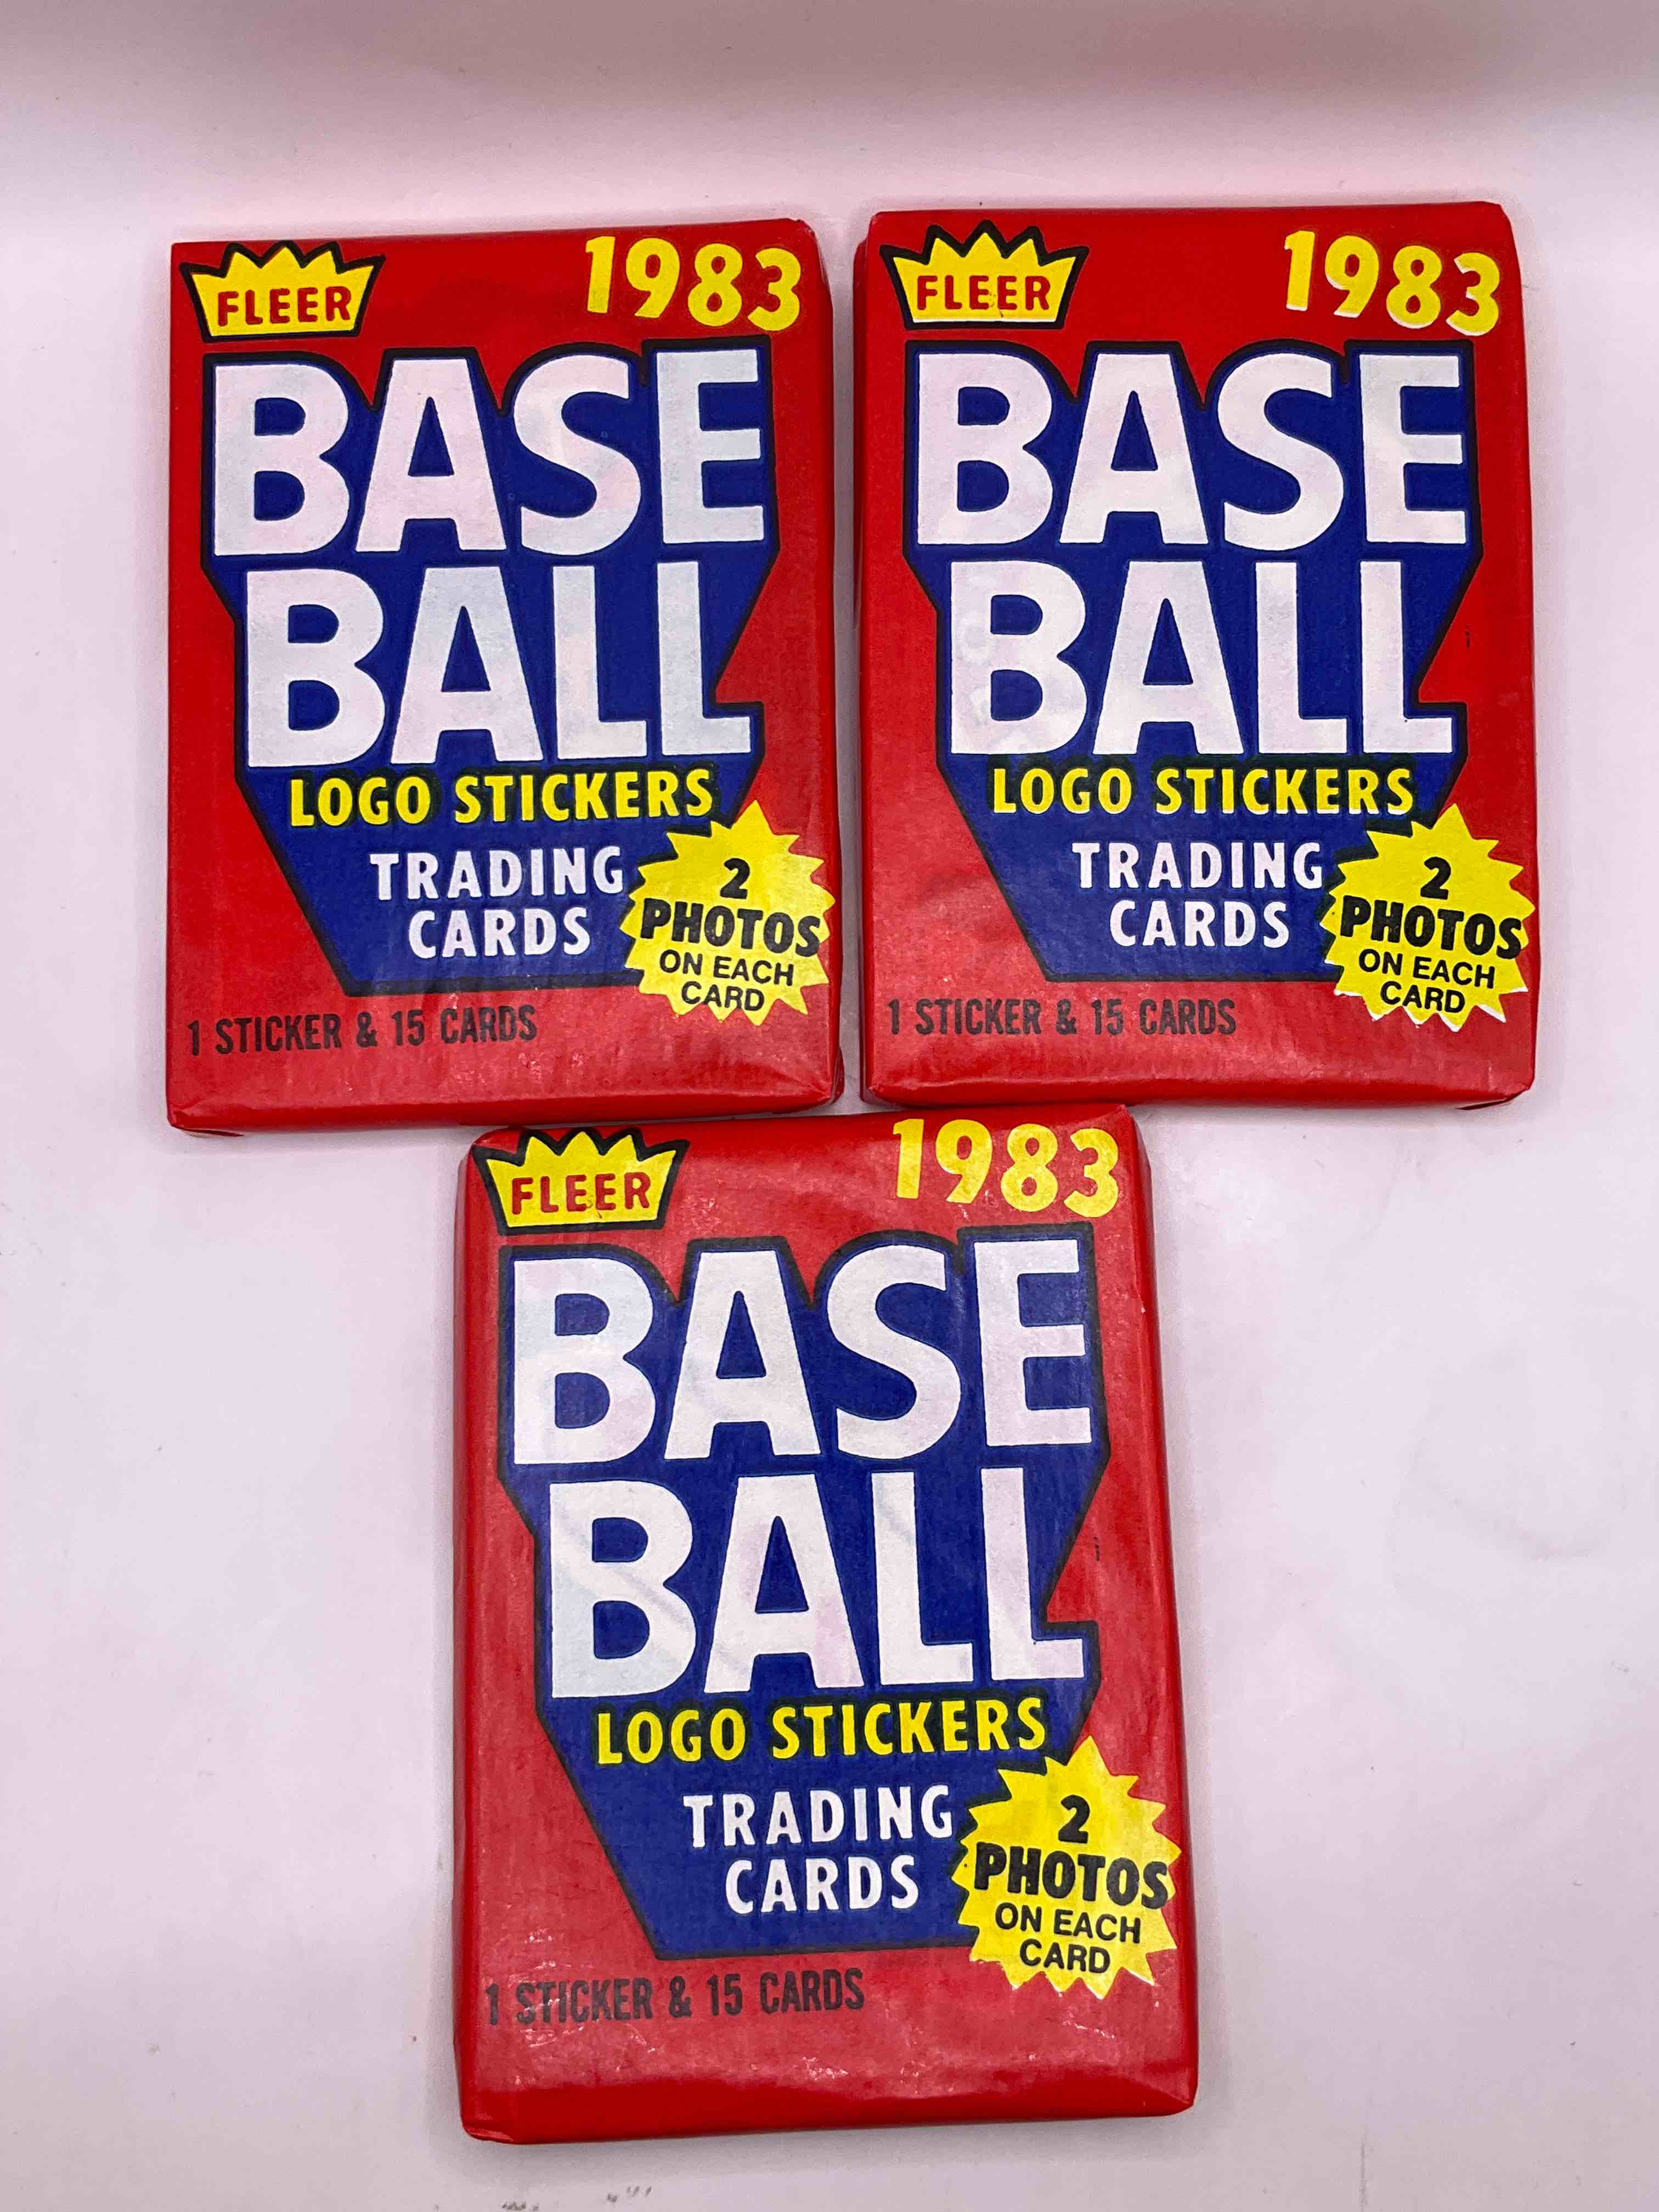 FLEER
1983
BASE
BALL
LOGO STICKERS
TRADING
CARDS
2
PHOTOS
ON EACH
CARD
1 STICKER & 15 CARDS
FLEER
1983
BASE
BALL
LOGO STICKERS
TRADING
CARDS
2
PHOTOS
ON EACH
CARD
1 STICKER & 15 CARDS
FLEER
1983
BASE
BALL
LOGO STICKERS
TRADING
CARDS
2
PHOTOS
ON EACH
CARD
1 STICKER & 15 CARDS